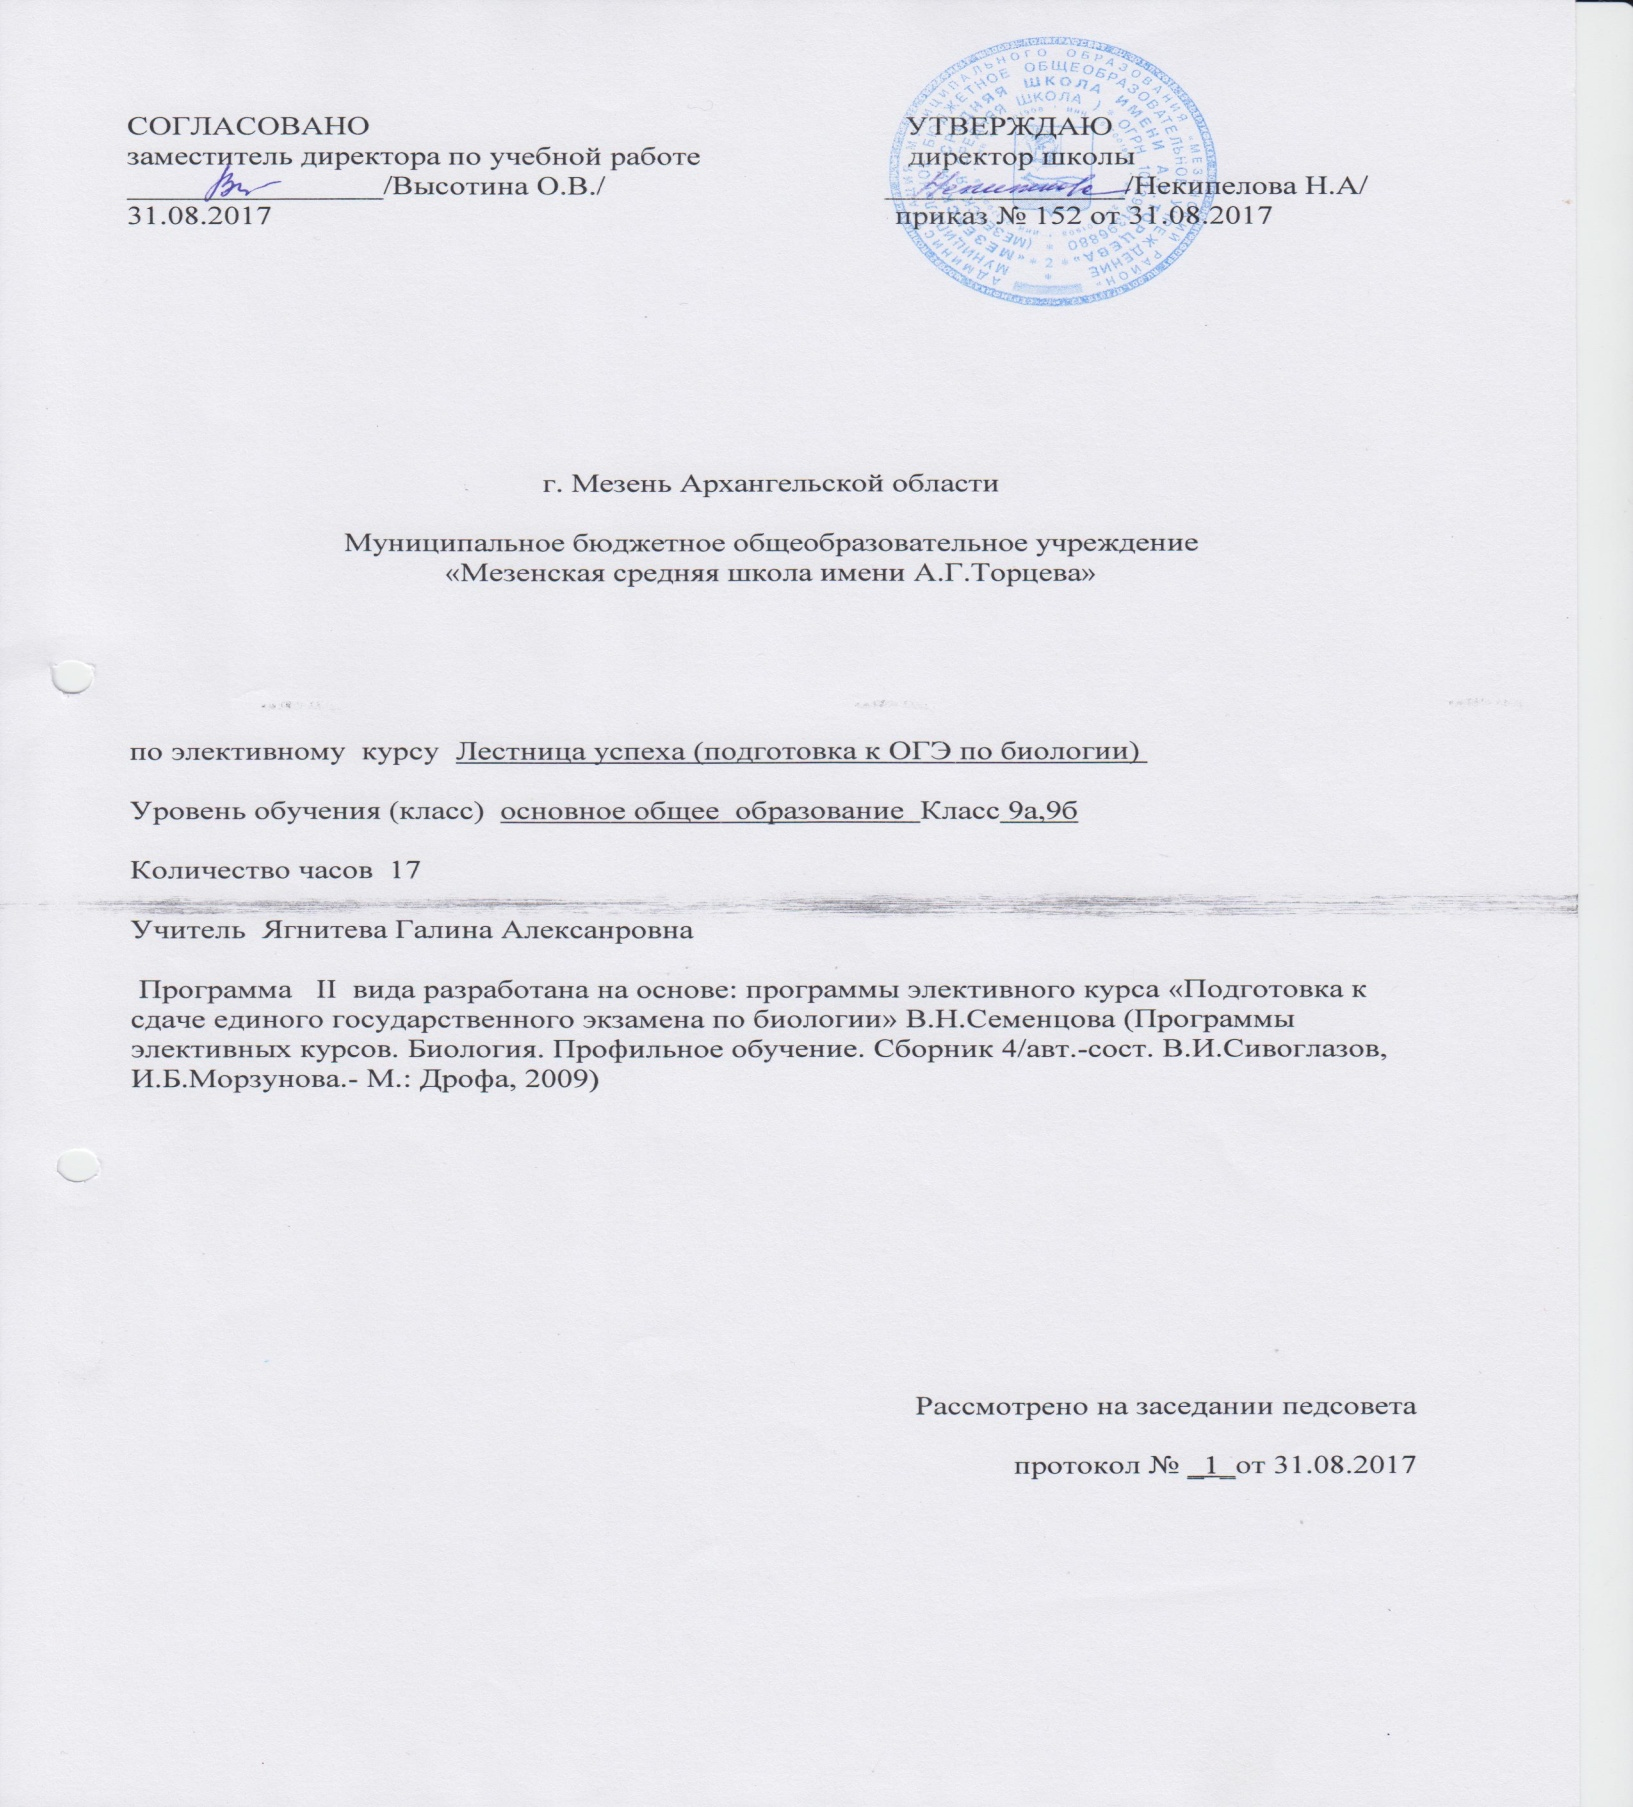 СОГЛАСОВАНО
заместитель директора по учебной работе
/Высотина О.В./
31.08.2017
УТВЕРЖДАЮ
директор школы
/Некипелова Н.А/
приказ № 152 от 31.08.2017
г. Мезень Архангельской области
Муниципальное бюджетное общеобразовательное учреждение
«Мезенская средняя школа имени А.Г.Торцева»
по элективному курсу Лестница успеха (подготовка к ОГЭ по биологии)
Уровень обучения (класс) основное общее образование Класс 9а,9б
Количество часов 17
Учитель Ягнитева Галина Алексанровна
Программа II вида разработана на основе: программы элективного курса «Подготовка к
сдаче единого государственного экзамена по биологии» В.Н.Семенцова (Программы
элективных курсов. Биология. Профильное обучение. Сборник 4/авт.-сост. В.И.Сивоглазов,
И.Б.Морзунова.- М.: Дрофа, 2009)
Рассмотрено на заседании педсовета
протокол № _1_от 31.08.2017